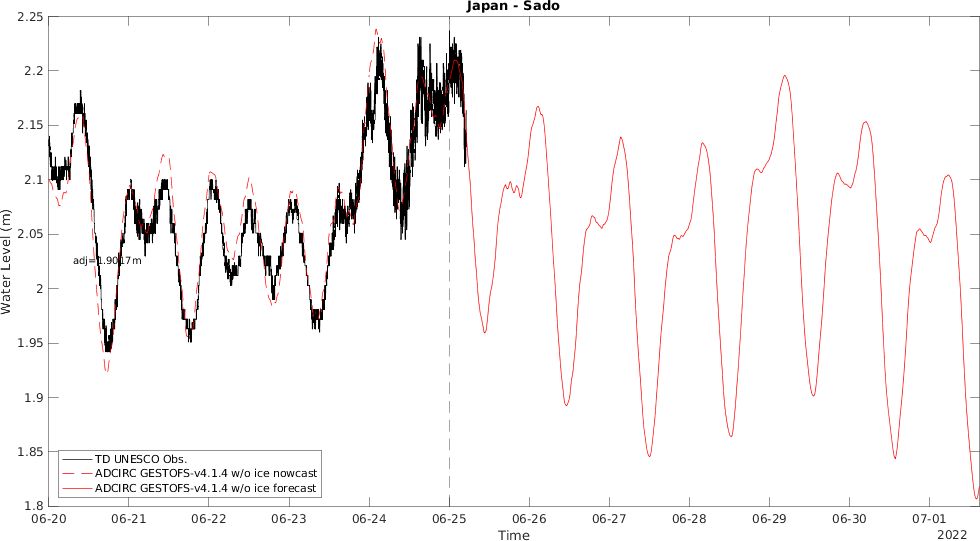 Japan - Sado
2.25
2.2
2.15
2.1
2.05
2
1.95
1.9
1.85
1.8
Water Level (m)
adj=1.9017m
TD UNESCO Obs.
ADCIRC GESTOFS-v4.1.4 w/o ice nowcast
ADCIRC GESTOFS-v4.1.4 w/o ice forecast
06-20 06-21 06-22 06-23 06-24 06-25 06-26 06-27 06-28 06-29 06-30 07-01
Time
2022